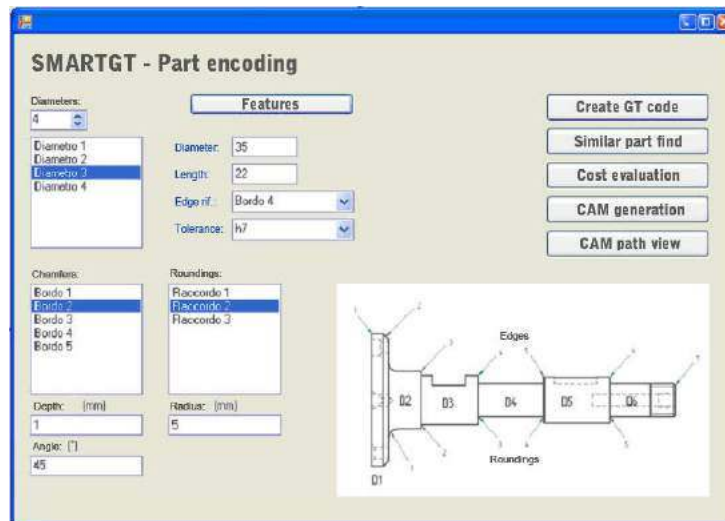 SMARTGT - Part encoding
Diameters:
4
Features
Create GT code
Similar part find
Cost evaluation
CAM generation
CAM path view
Diametro 1
Diametro 2
Diametro 3
Diametro 4
Diameter: 35
Length: 22
Edge rif.: Bordo 4
Tolerance: h7
Chamfers:
Bordo 1
Bordo 2
Bordo 3
Bordo 4
Bordo 5
Roundings:
Raccordo 1
Raccordo 2
Raccordo 3
Depth: (mm)
1
Radius: (mm)
5
Angle: (°)
45
Edges
D2 D3 D4 D5 D6
Roundings
D1